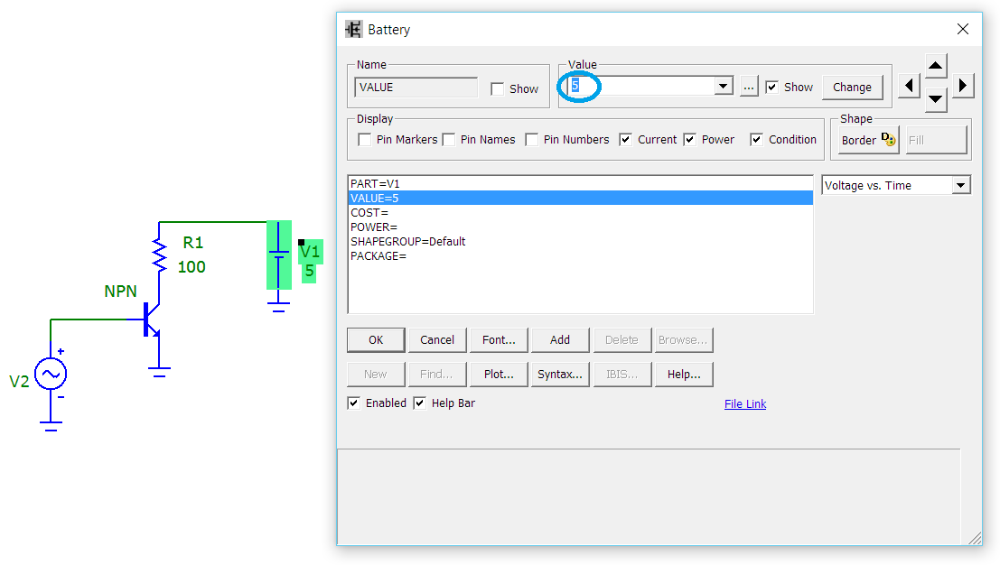 Battery
Name
VALUE
Show
Value
5
...
Show
Change
Display
Pin Markers
Pin Names
Pin Numbers
Current
Power
Condition
Shape
Border
Fill
PART=V1
VALUE=5
COST=
POWER=
SHAPEGROUP=Default
PACKAGE=
Voltage vs. Time
OK
Cancel
Font...
Add
Delete
Browse...
New
Find...
Plot...
Syntax...
IBIS...
Help...
Enabled
Help Bar
File Link
R1
100
V1
5
NPN
V2
+
-